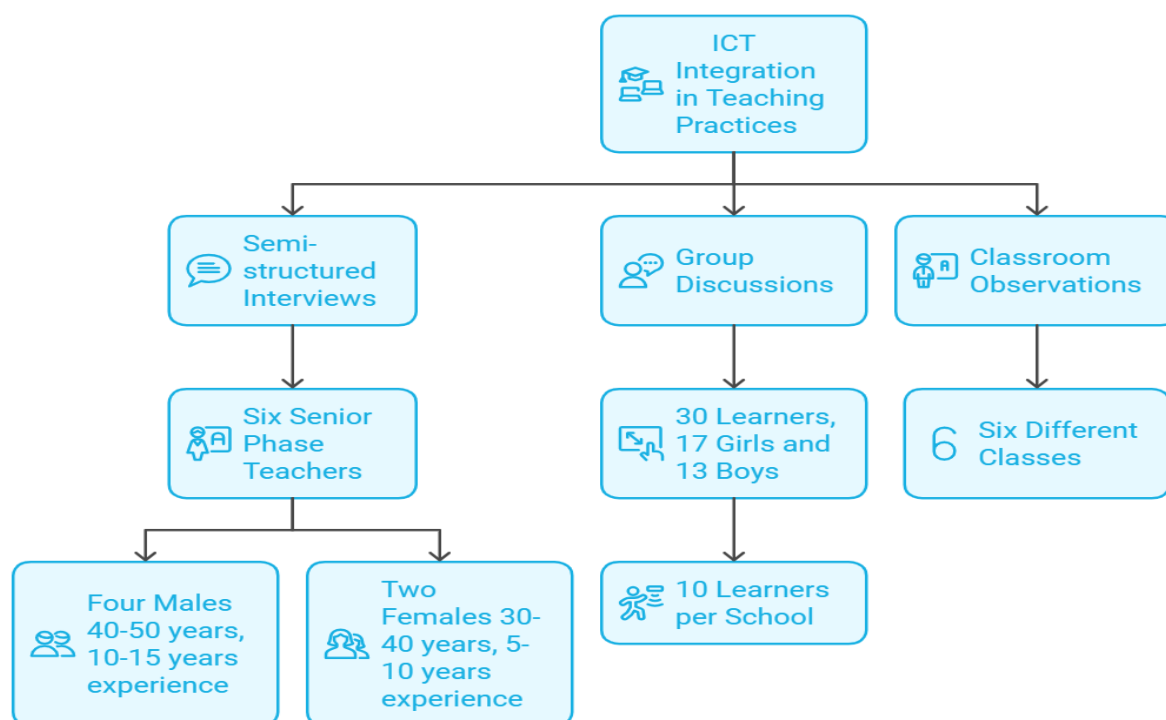 ICT
Integration
in Teaching
Practices
Semi-
structured
Interviews
Group
Discussions
Classroom
Observations
A
Six Senior
Phase
Teachers
A
30 Learners,
17 Girls and
13 Boys
6
Six Different
Classes
Four Males
40-50 years,
10-15 years
experience
Two
Females 30-
40 years, 5-
10 years
experience
10 Learners
per School